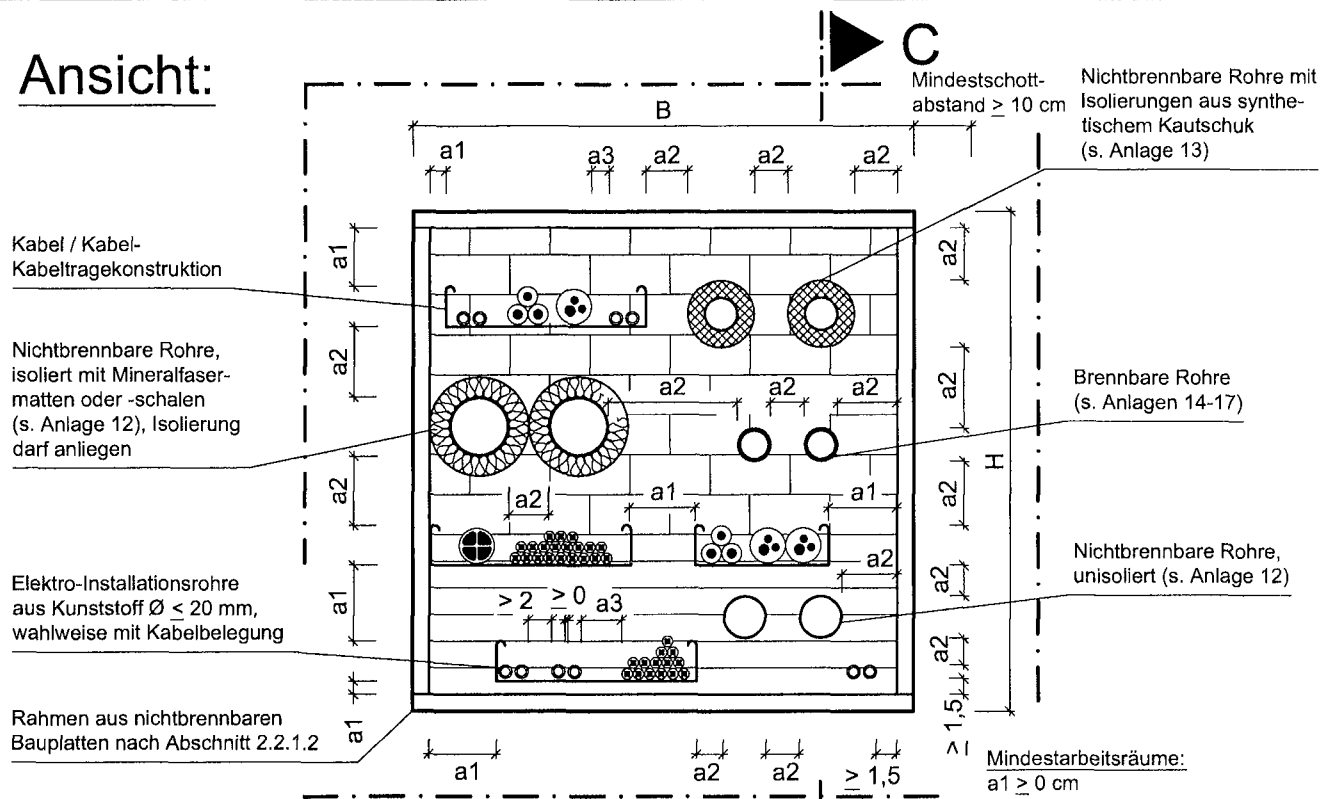 Ansicht:
C
Mindestschott-
abstand ≥ 10 cm
Nichtbrennbare Rohre mit
Isolierungen aus synthe-
tischem Kautschuk
(s. Anlage 13)
B
a1
a3
a2
a2
a2
Kabel / Kabel-
Kabeltragekonstruktion
a1
a2
Nichtbrennbare Rohre,
isoliert mit Mineralfaser-
matten oder -schalen
(s. Anlage 12), Isolierung
darf anliegen
a2
a2
a2
a2
a2
Brennbare Rohre
(s. Anlagen 14-17)
H
a2
a2
a1
a1
a2
Nichtbrennbare Rohre,
unisoliert (s. Anlage 12)
a2
a2
Elektro-Installationsrohre
aus Kunststoff Ø ≤ 20 mm,
wahlweise mit Kabelbelegung
a1
> 2
≥ 0
a3
a2
Rahmen aus nichtbrennbaren
Bauplatten nach Abschnitt 2.2.1.2
a1
≥ 1,5
a1
a2
a2
≥ 1,5
Mindestarbeitsräume:
a1 ≥ 0 cm